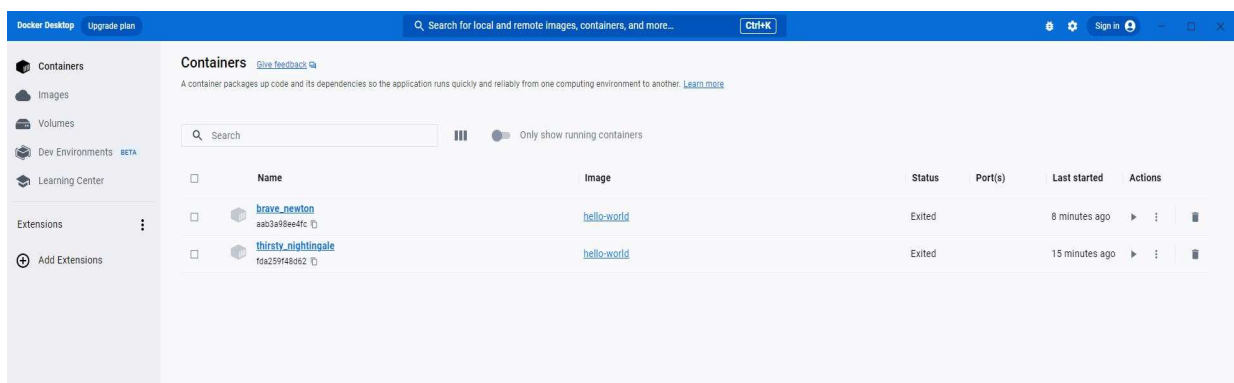 Docker Desktop Upgrade plan Search for local and remote images, containers, and more... Ctrl+K Sign in
Containers
Images
Volumes
Dev Environments BETA
Learning Center
Extensions
Add Extensions
Containers Give feedback
A container packages up code and its dependencies so the application runs quickly and reliably from one computing environment to another. Learn more
Search Only show running containers
Name Image Status Port(s) Last started Actions
brave_newton hello-world Exited 8 minutes ago
aab3a98ee4fc
thirsty_nightingale hello-world Exited 15 minutes ago
fda259f48d62